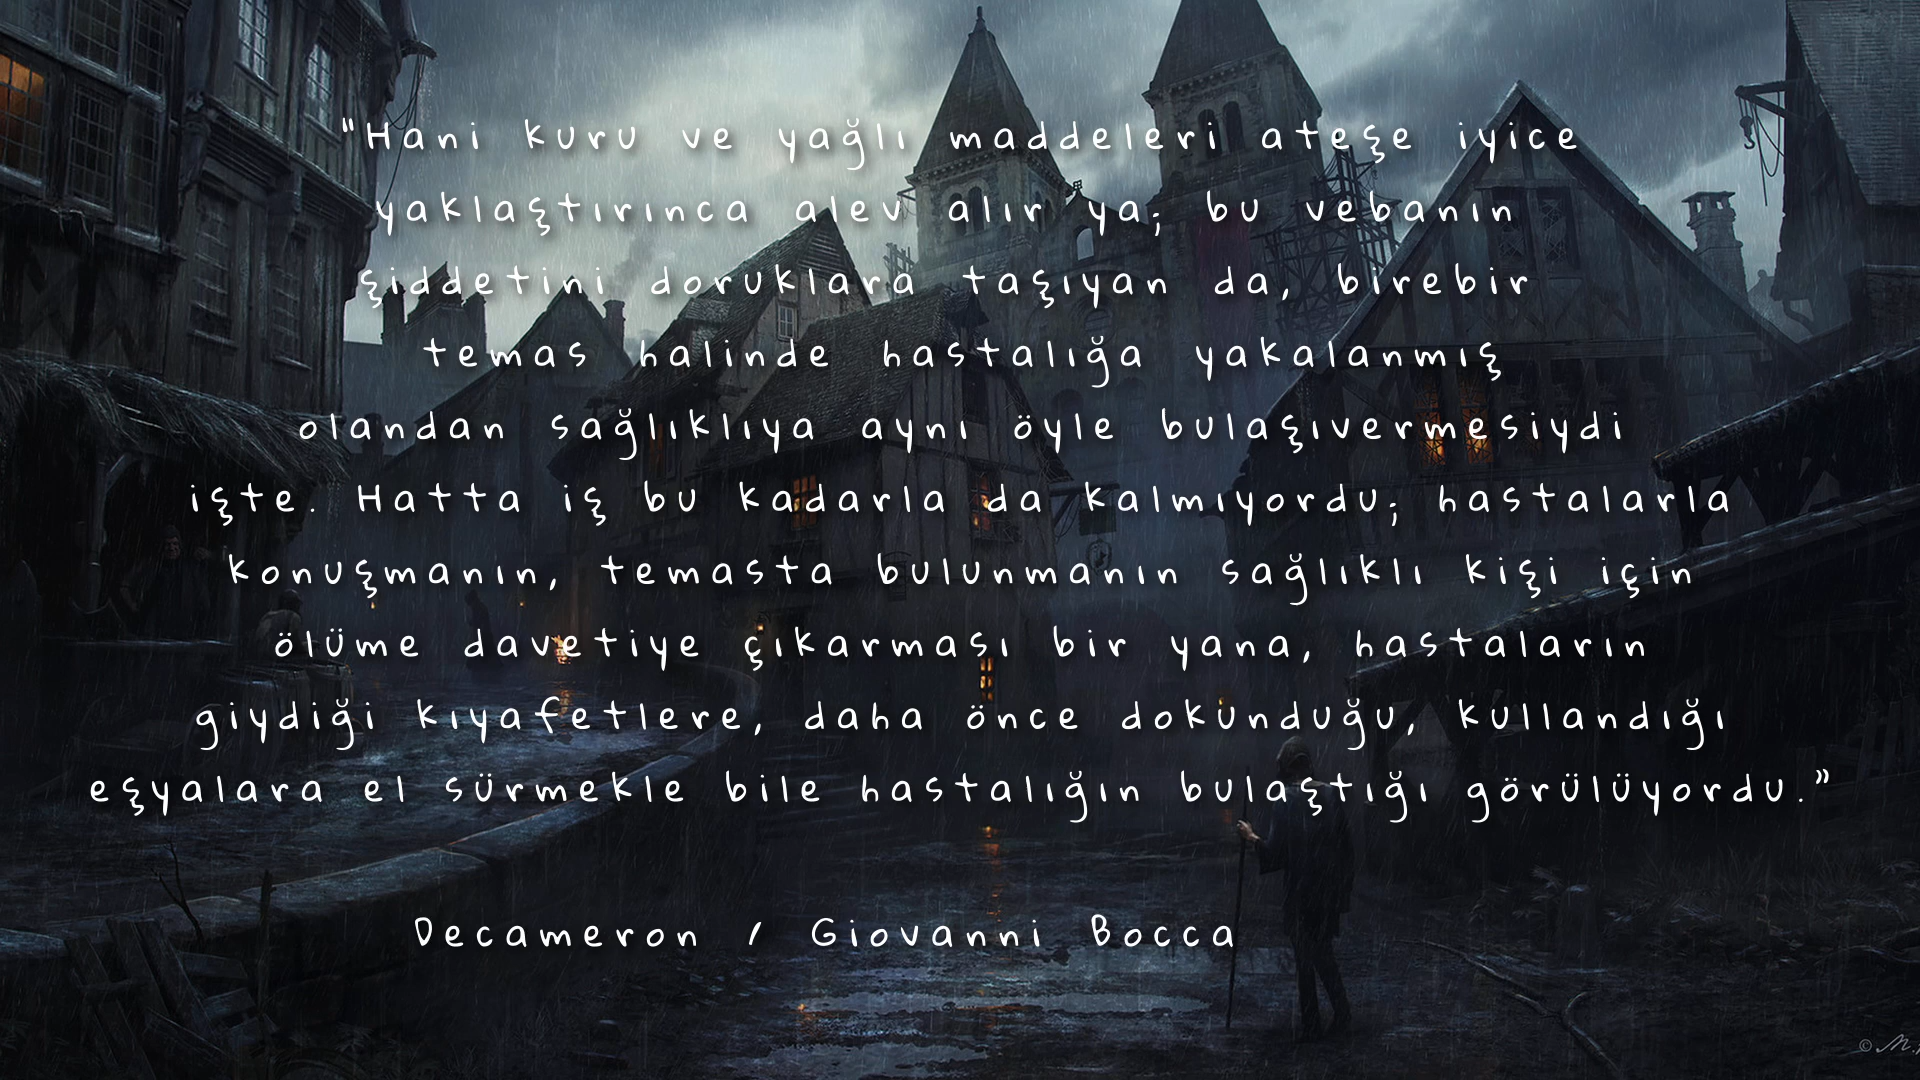 "Hani kuru ve yağlı maddeleri ateşe iyice
yaklaştırınca alev alır ya; bu vebanın
şiddetini doruklara taşıyan da, birebir
temas halinde hastalığa yakalanmış
olandan sağlıklıya aynı öyle bulaşıvermesiydi
işte. Hatta iş bu kadarla da kalmıyordu; hastalarla
konuşmanın, temasta bulunmanın sağlıklı kişi için
ölüme davetiye çıkarması bir yana, hastaların
giydiği kıyafetlere, daha önce dokunduğu, kullandığı
eşyalara el sürmekle bile hastalığın bulaştığı görülüyordu.”
Decameron / Giovanni Bocca